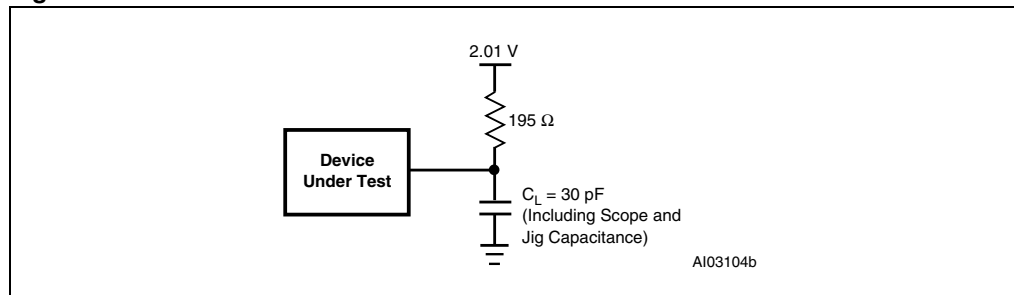 2.01 V
195 Ω
Device
Under Test
C_L = 30 pF
(Including Scope and
Jig Capacitance)
AI03104b